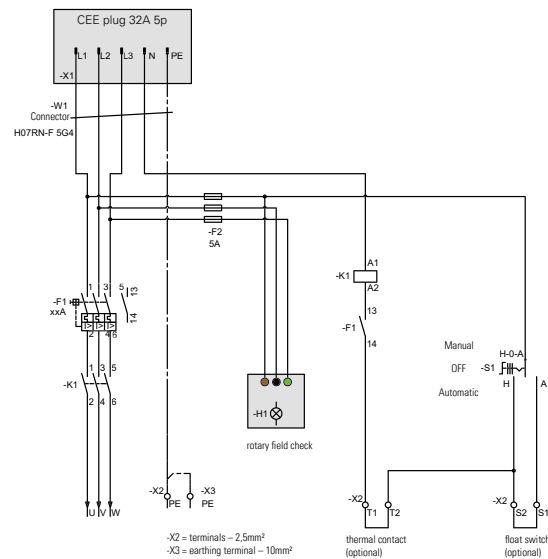 CEE plug 32A 5p
L1 L2 L3 N PE
-X1
-W1
Connector
H07RN-F 5G4
-F2
5A
A1
-K1
A2
1 3 5 13
-F1
xxA
I> I> I>
2 4 6 14
13
-F1
14
Manual
OFF
Automatic
H-0-A
-S1
H A
1 3 5
-K1
2 4 6
-H1
rotary field check
-X2 -X3
PE PE
U V W
-X2
T1 T2
-X2
S2 S1
-X2 = terminals – 2,5mm²
-X3 = earthing terminal – 10mm²
thermal contact
(optional)
float switch
(optional)